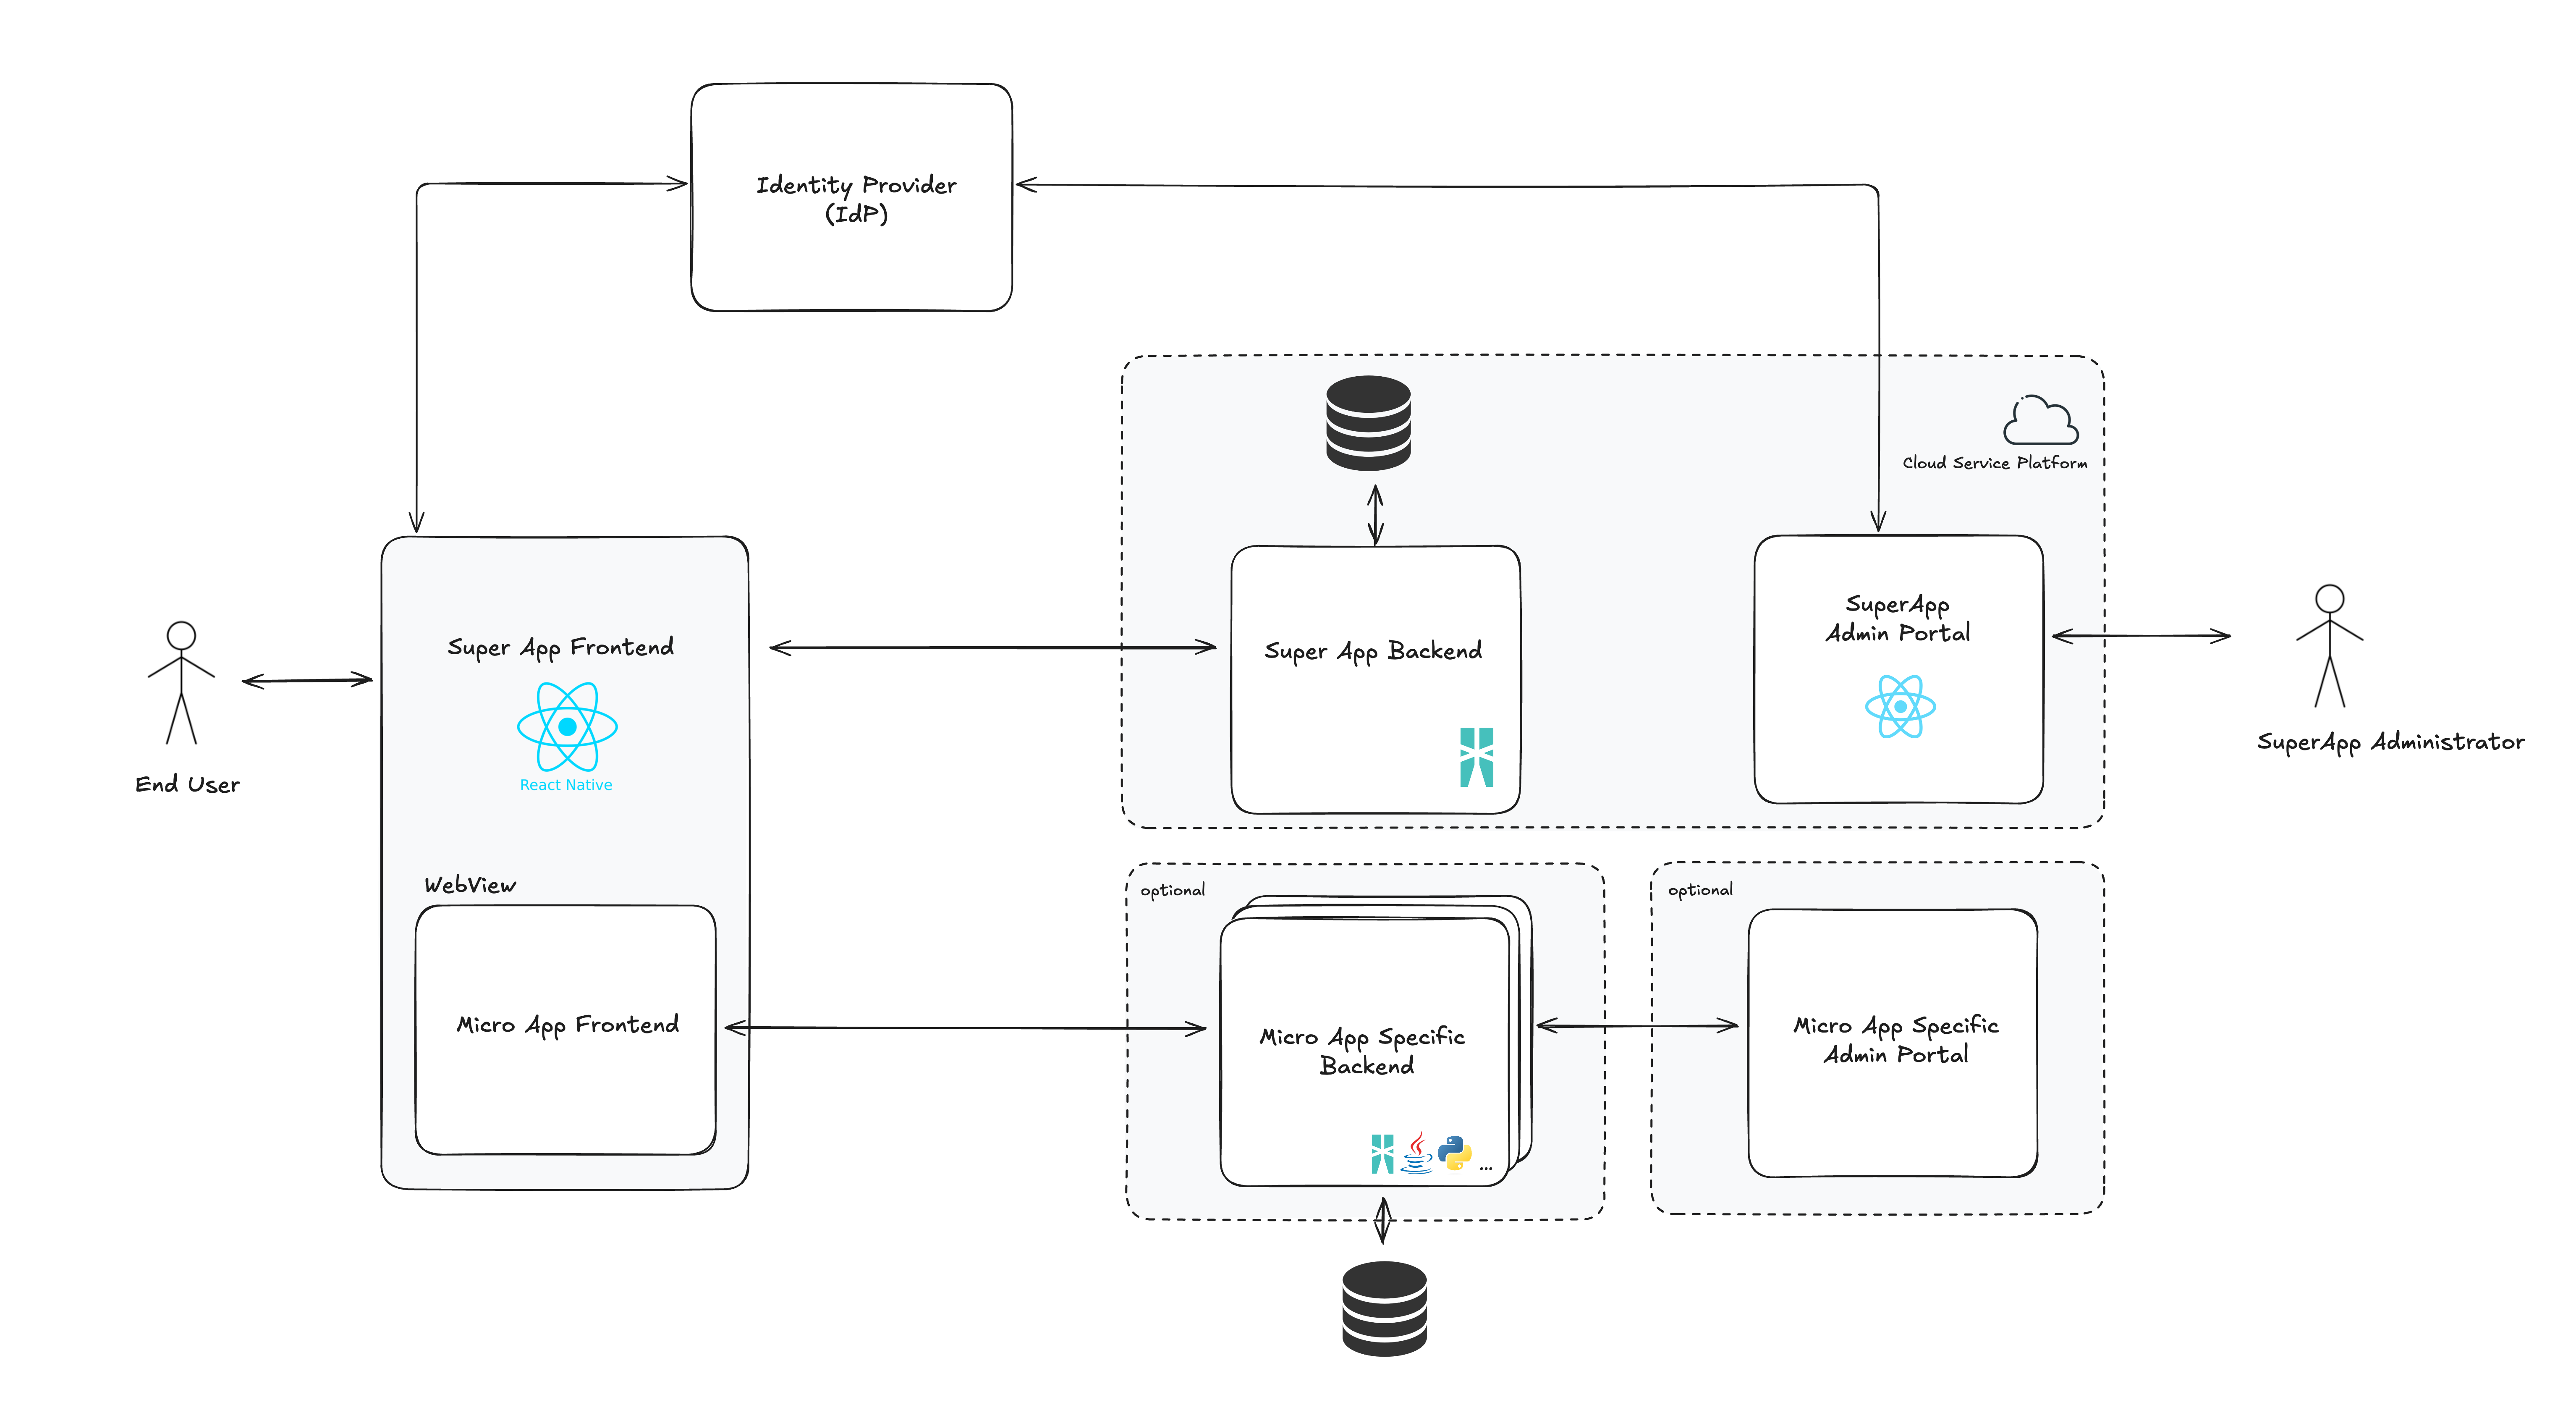 Identity Provider
(IdP)
Cloud Service Platform
Super App Frontend
React Native
Super App Backend
SuperApp
Admin Portal
End User
SuperApp Administrator
WebView
Micro App Frontend
optional
Micro App Specific
Backend
...
optional
Micro App Specific
Admin Portal